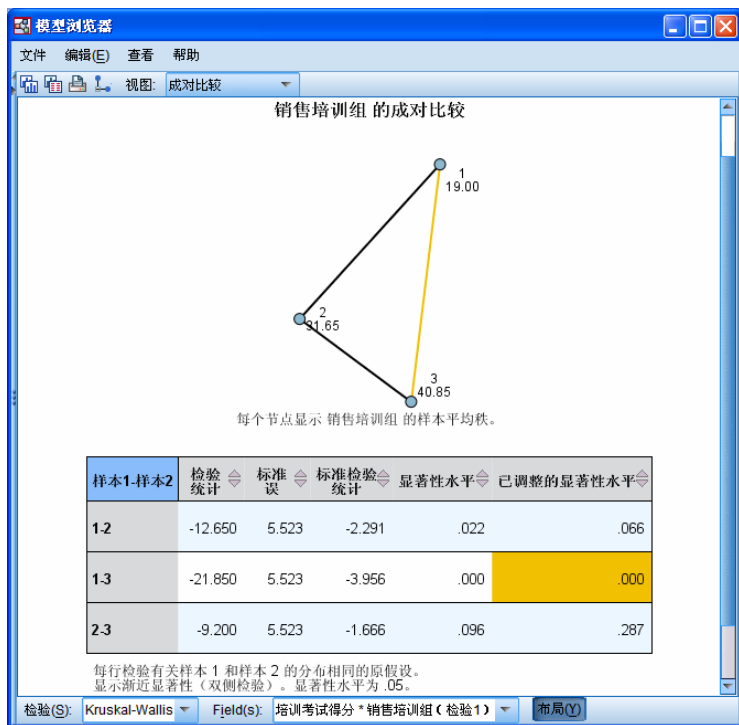 模型浏览器
文件 编辑(E) 查看 帮助
视图: 成对比较
销售培训组 的成对比较
1
19.00
2
31.65
3
40.85
每个节点显示 销售培训组 的样本平均秩。
样本1-样本2 检验统计 标准误 标准检验统计 显著性水平 已调整的显著性水平
1-2 -12.650 5.523 -2.291 .022 .066
1-3 -21.850 5.523 -3.956 .000 .000
2-3 -9.200 5.523 -1.666 .096 .287
每行检验有关样本 1 和样本 2 的分布相同的原假设。
显示渐近显著性（双侧检验）。显著性水平为 .05。
检验(S): Kruskal-Wallis Field(s): 培训考试得分 * 销售培训组 ( 检验1 ) 布局(Y)